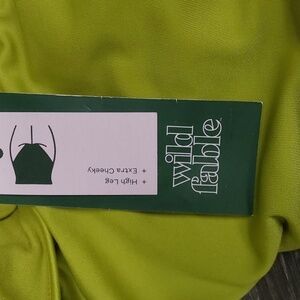 wild
fable
+ High Leg
+ Extra Cheeky